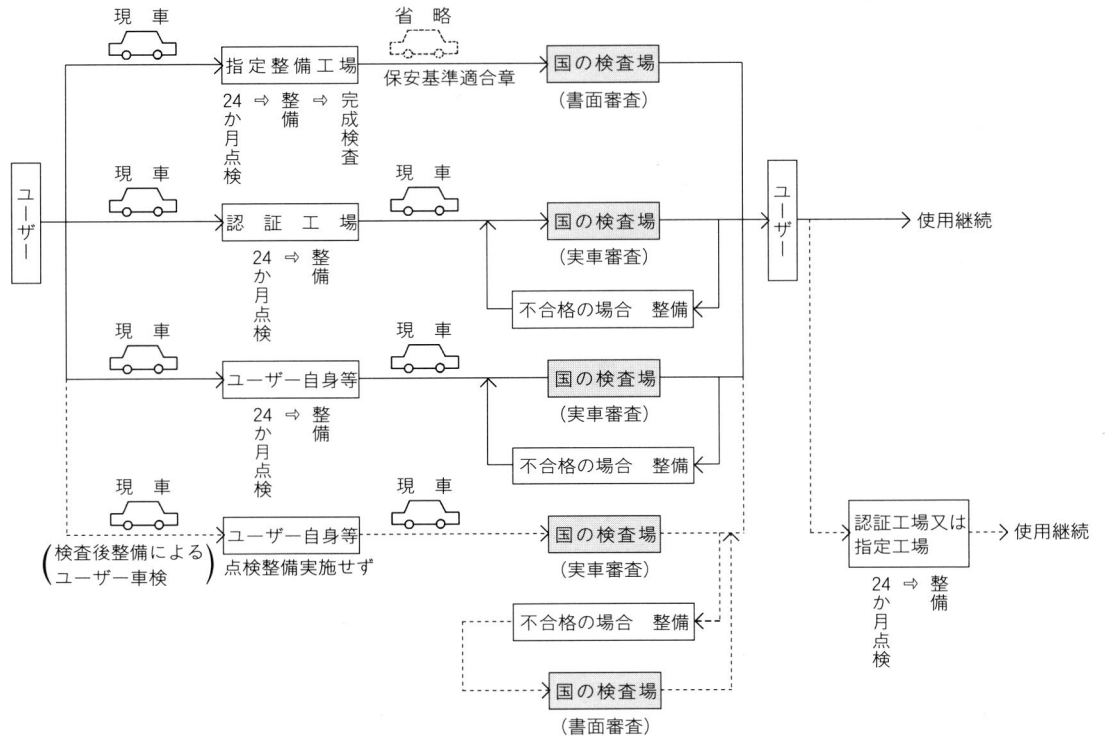 現車
省略
指定整備工場
保安基準適合章
国の検査場
(書面審査)
24か月点検⇨整備⇨完成検査
ユーザー
現車
認証工場
24か月点検⇨整備
現車
国の検査場
(実車審査)
不合格の場合 整備
ユーザー
使用継続
現車
ユーザー自身等
24か月点検⇨整備
現車
国の検査場
(実車審査)
不合格の場合 整備
現車
(検査後整備による
ユーザー車検)
ユーザー自身等
点検整備実施せず
現車
国の検査場
(実車審査)
不合格の場合 整備
国の検査場
(書面審査)
認証工場又は
指定工場
24か月点検⇨整備
使用継続